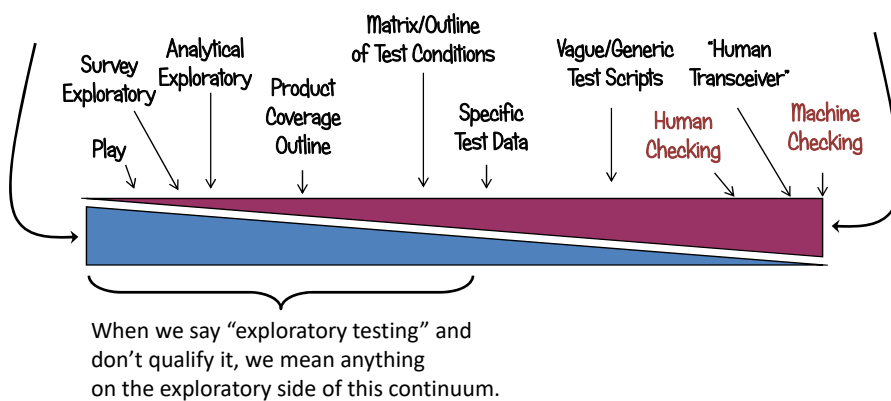 Matrix/Outline
of Test Conditions
Analytical
Exploratory
Survey
Exploratory
Vague/Generic
Test Scripts
"Human
Transceiver"
Product
Coverage
Outline
Specific
Test Data
Human
Checking
Machine
Checking
Play
When we say “exploratory testing” and
don’t qualify it, we mean anything
on the exploratory side of this continuum.